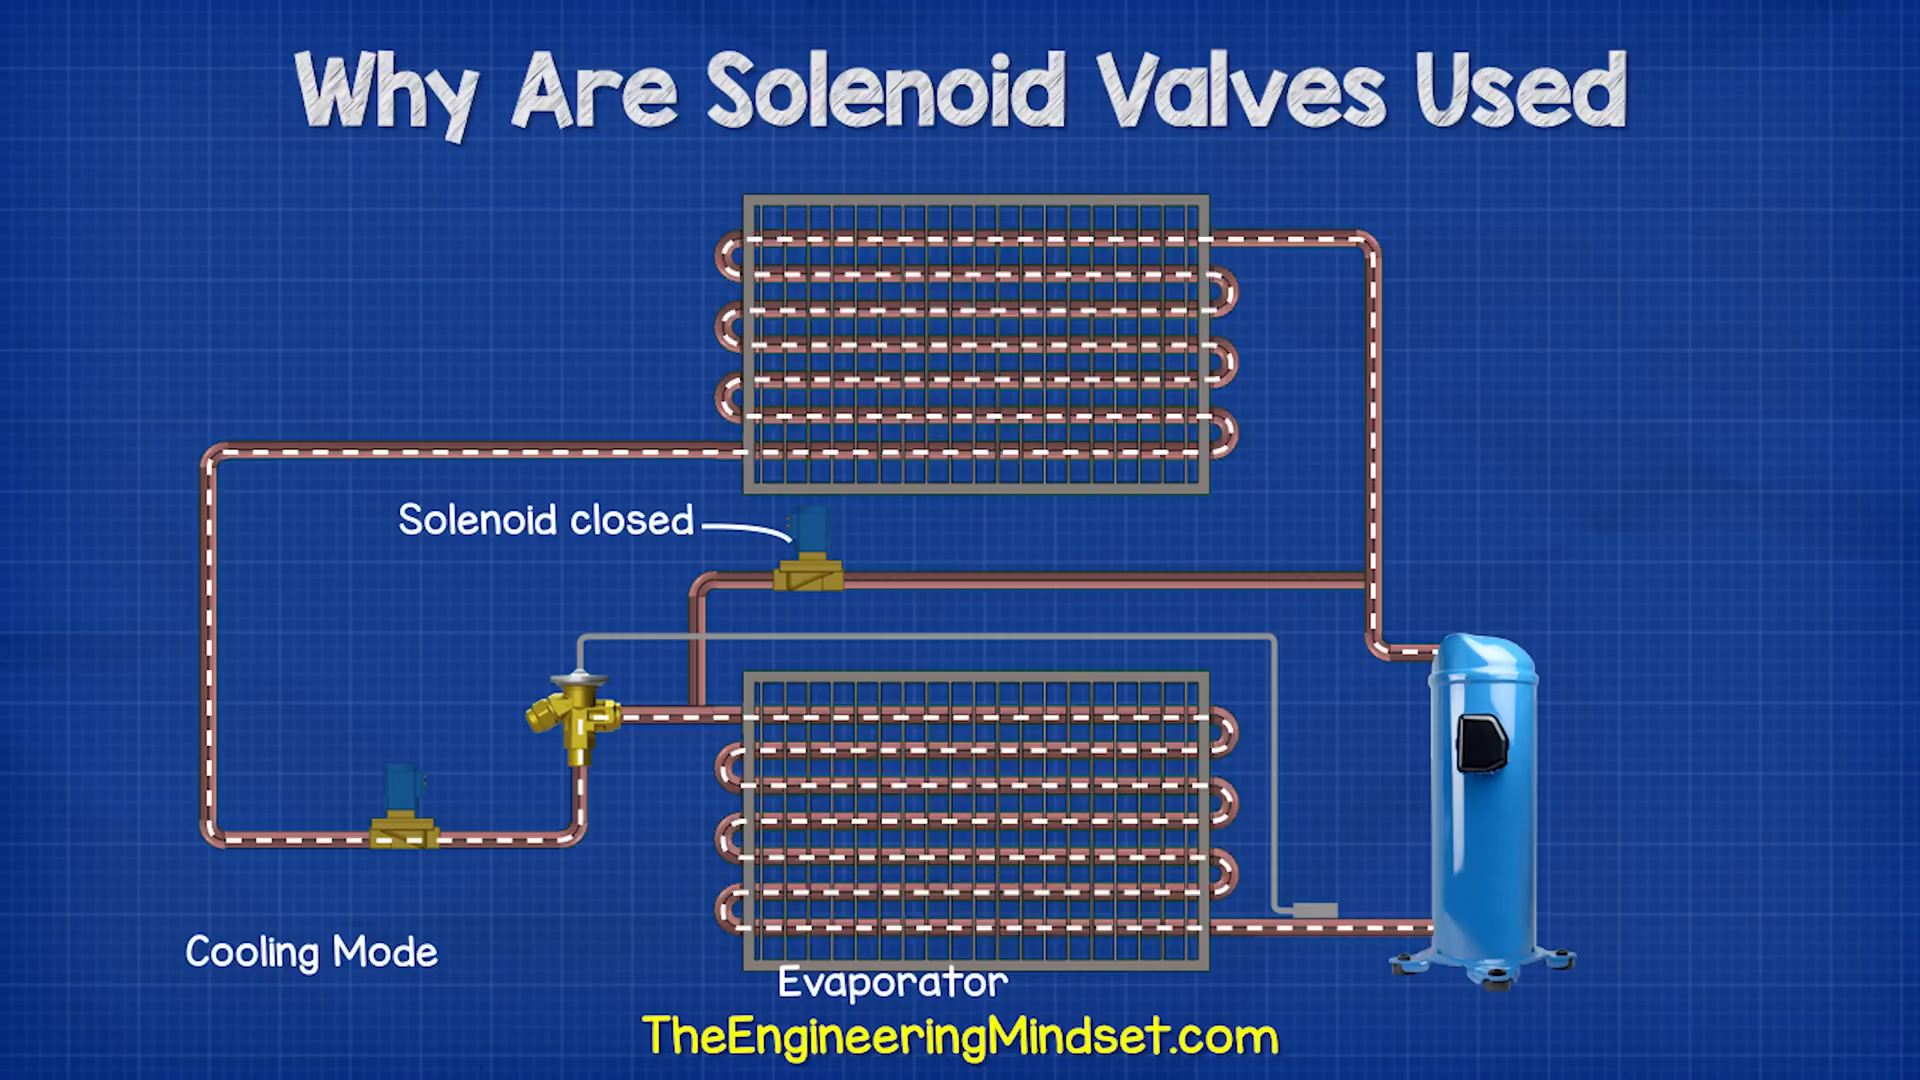 Why Are Solenoid Valves Used
Solenoid closed
Cooling Mode
Evaporator
TheEngineeringMindset.com